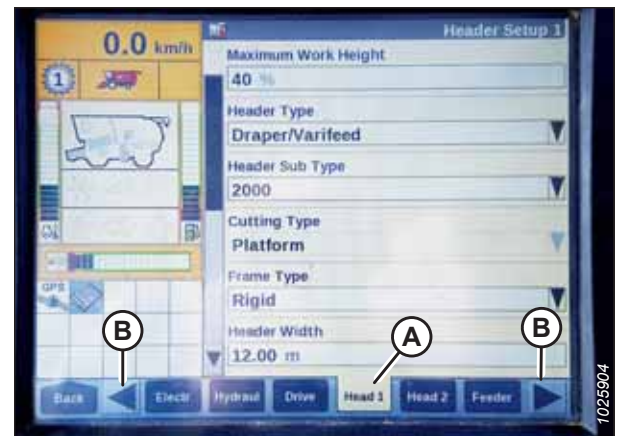 0.0 km/h
Header Setup 1
1
Maximum Work Height
40 %
Header Type
Draper/Varifeed
Header Sub Type
2000
Cutting Type
Platform
Frame Type
Rigid
Header Width
12.00 m
GPS
B
A
B
Back
Electr
Hydraul
Drive
Head 1
Head 2
Feeder
1025904